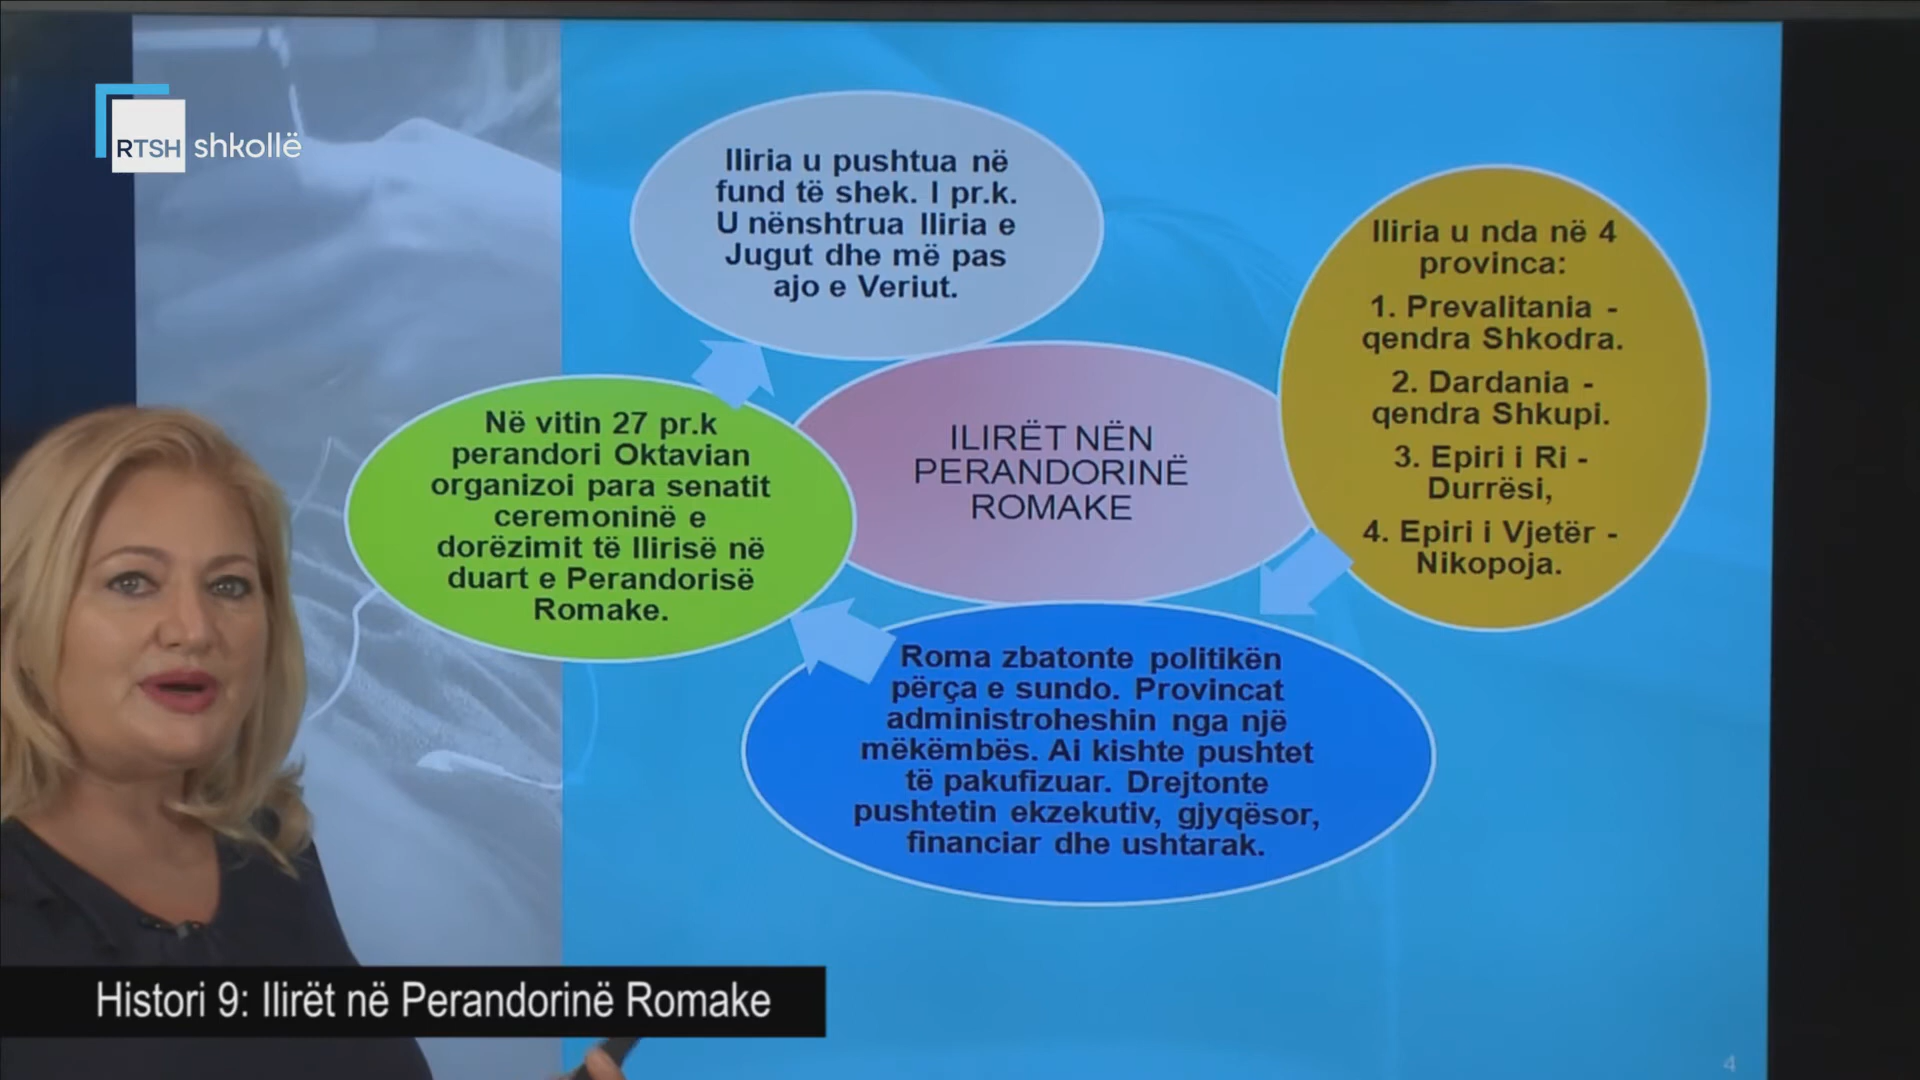 RTSH shkollë
Iliria u pushtua në
fund të shek. I pr.k.
U nënshtrua Iliria e
Jugut dhe më pas
ajo e Veriut.
Iliria u nda në 4
provinca:
1. Prevalitania -
qendra Shkodra.
2. Dardania -
qendra Shkupi.
3. Epiri i Ri -
Durrësi,
4. Epiri i Vjetër -
Nikopoja.
ILIRËT NËN
PERANDORINË
ROMAKE
Në vitin 27 pr.k
perandori Oktavian
organizoi para senatit
ceremoninë e
dorëzimit të Ilirisë në
duart e Perandorisë
Romake.
Roma zbatonte politikën
përça e sundo. Provincat
administroheshin nga një
mëkëmbës. Ai kishte pushtet
të pakufizuar. Drejtonte
pushtetin ekzekutiv, gjyqësor,
financiar dhe ushtarak.
Histori 9: Ilirët në Perandorinë Romake
4